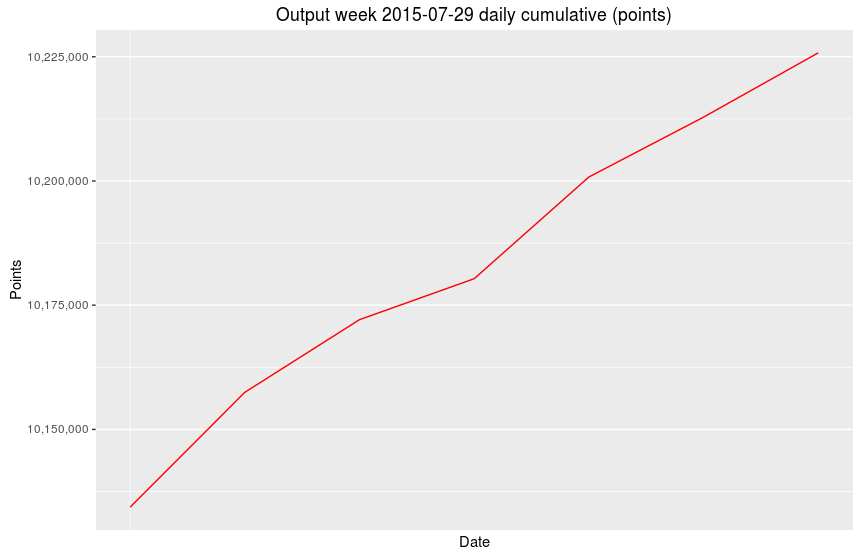 Output week 2015-07-29 daily cumulative (points)
10,225,000
10,200,000
Points
10,175,000
10,150,000
Date